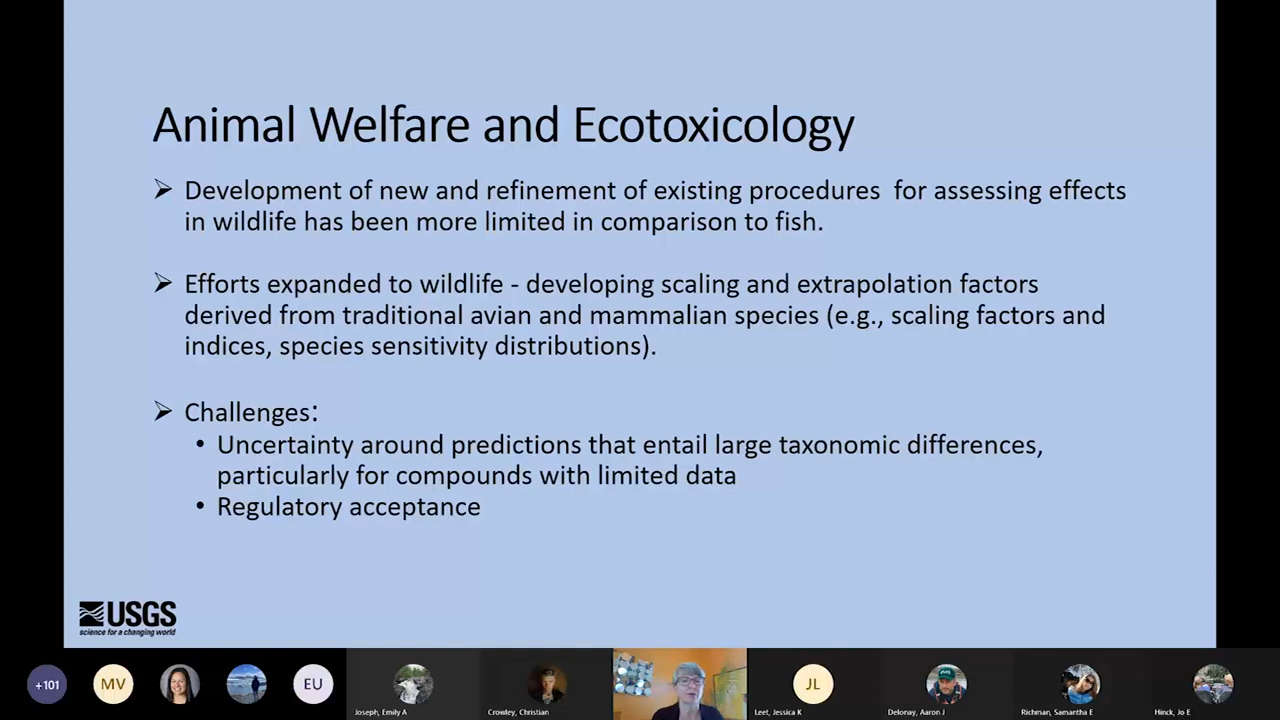 Animal Welfare and Ecotoxicology
➢ Development of new and refinement of existing procedures  for assessing effects
in wildlife has been more limited in comparison to fish.
➢ Efforts expanded to wildlife - developing scaling and extrapolation factors
derived from traditional avian and mammalian species (e.g., scaling factors and
indices, species sensitivity distributions).
➢ Challenges:
• Uncertainty around predictions that entail large taxonomic differences,
particularly for compounds with limited data
• Regulatory acceptance
USGS
science for a changing world
+101
MV
EU
Joseph, Emily A
Crowley, Christian
JL
Leet, Jessica K
Delonay, Aaron J
Richman, Samantha E
Hinck, Jo E